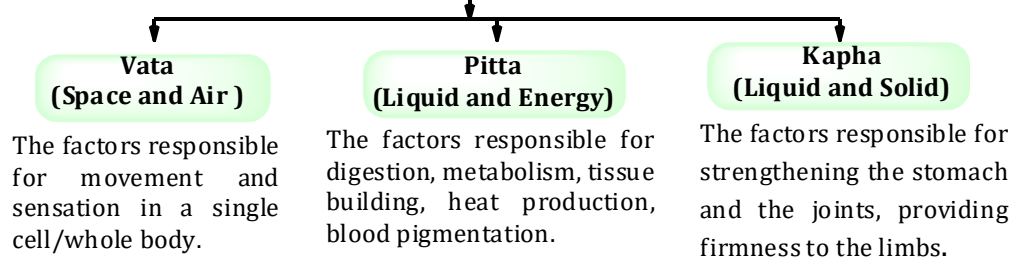 Vata
(Space and Air )
The factors responsible
for movement and
sensation in a single
cell/whole body.
Pitta
(Liquid and Energy)
The factors responsible for
digestion, metabolism, tissue
building, heat production,
blood pigmentation.
Kapha
(Liquid and Solid)
The factors responsible for
strengthening the stomach
and the joints, providing
firmness to the limbs.